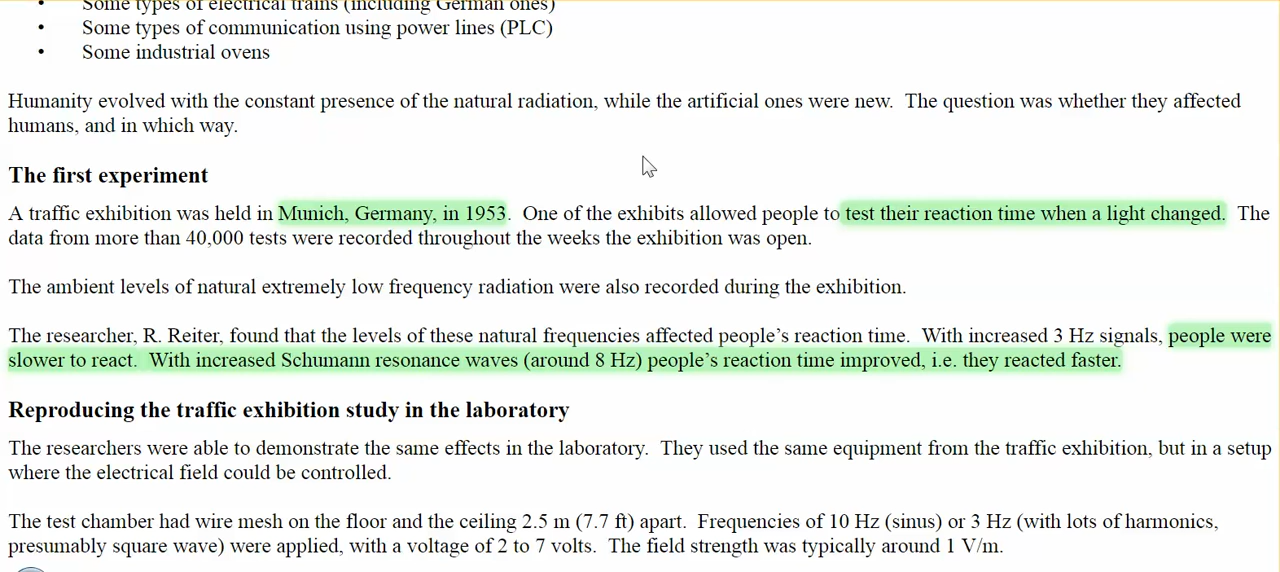 • Some types of electrical trains (including German ones)
• Some types of communication using power lines (PLC)
• Some industrial ovens
Humanity evolved with the constant presence of the natural radiation, while the artificial ones were new. The question was whether they affected
humans, and in which way.
The first experiment
A traffic exhibition was held in Munich, Germany, in 1953. One of the exhibits allowed people to test their reaction time when a light changed. The
data from more than 40,000 tests were recorded throughout the weeks the exhibition was open.
The ambient levels of natural extremely low frequency radiation were also recorded during the exhibition.
The researcher, R. Reiter, found that the levels of these natural frequencies affected people’s reaction time. With increased 3 Hz signals, people were
slower to react. With increased Schumann resonance waves (around 8 Hz) people’s reaction time improved, i.e. they reacted faster.
Reproducing the traffic exhibition study in the laboratory
The researchers were able to demonstrate the same effects in the laboratory. They used the same equipment from the traffic exhibition, but in a setup
where the electrical field could be controlled.
The test chamber had wire mesh on the floor and the ceiling 2.5 m (7.7 ft) apart. Frequencies of 10 Hz (sinus) or 3 Hz (with lots of harmonics,
presumably square wave) were applied, with a voltage of 2 to 7 volts. The field strength was typically around 1 V/m.